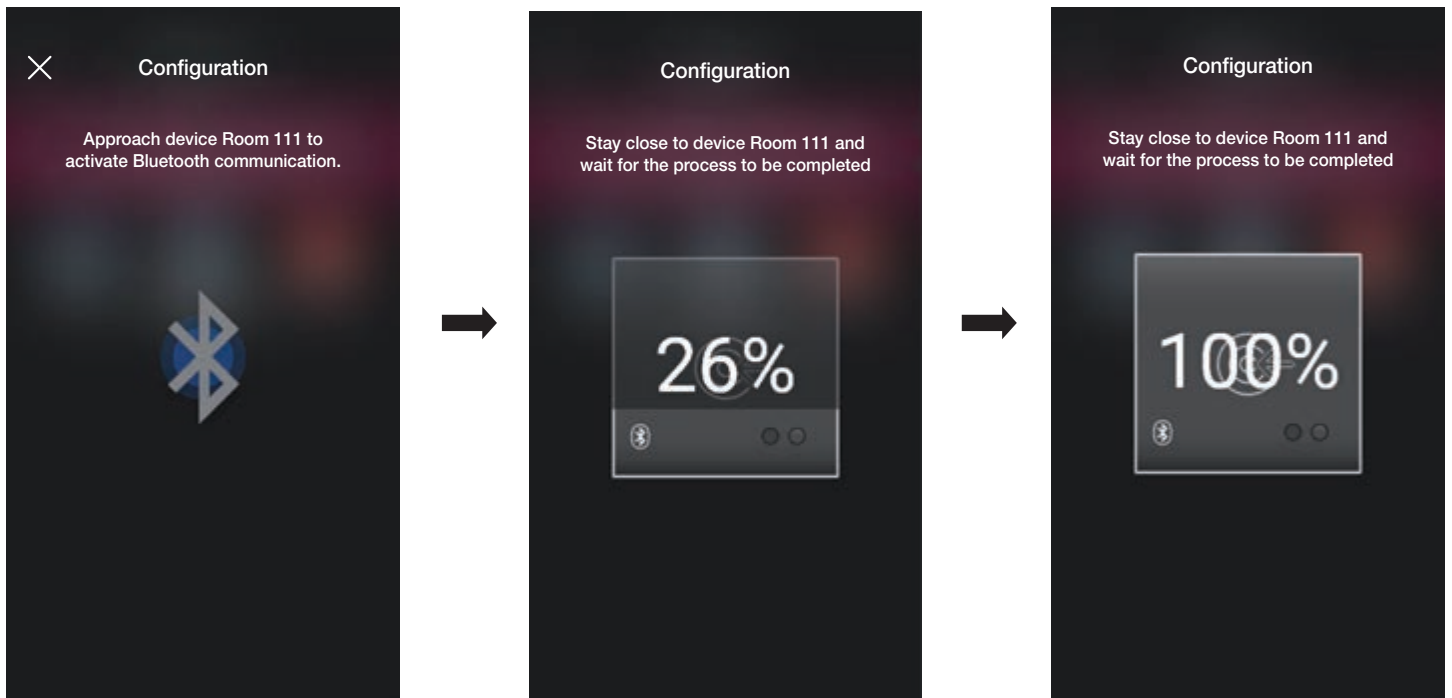 Configuration
Approach device Room 111 to
activate Bluetooth communication.
Configuration
Stay close to device Room 111 and
wait for the process to be completed
26%
Configuration
Stay close to device Room 111 and
wait for the process to be completed
100%